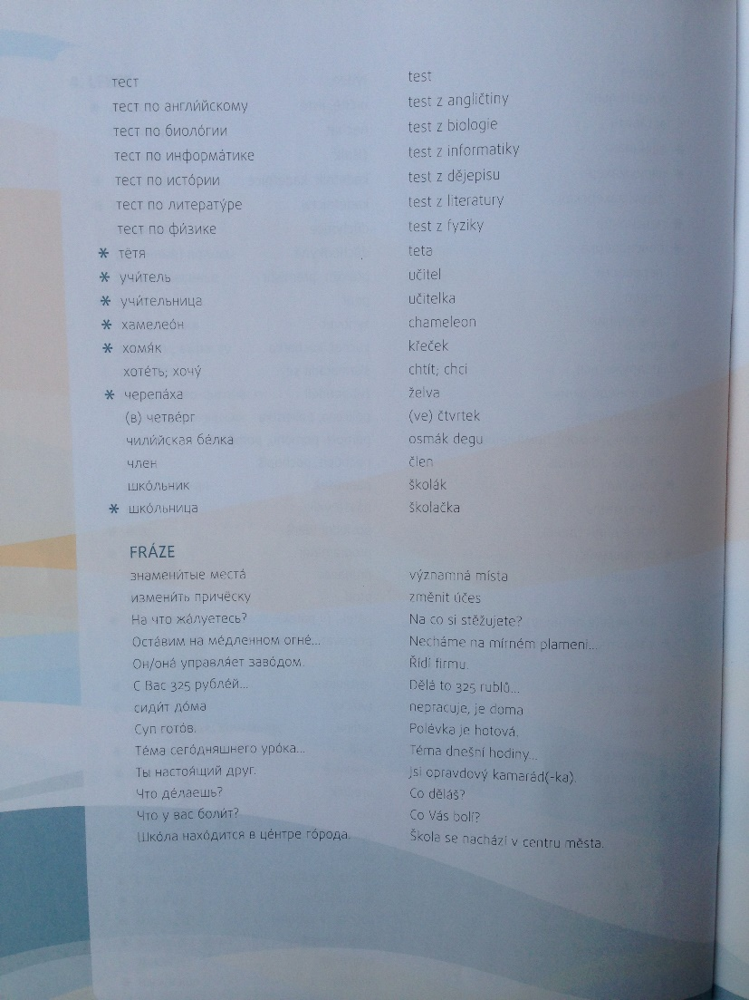 тест test
тест по англи́йскому test z angličtiny
тест по биоло́гии test z biologie
тест по информа́тике test z informatiky
тест по исто́рии test z dějepisu
тест по литерату́ре test z literatury
тест по фи́зике test z fyziky
* тётя teta
* учи́тель učitel
* учи́тельница učitelka
* хамелео́н chameleon
* хомя́к křeček
хоте́ть; хочу́ chtít; chci
* черепа́ха želva
(в) четве́рг (ve) čtvrtek
чили́йская бе́лка osmák degu
член člen
шко́льник školák
* шко́льница školačka
FRÁZE
знамени́тые места́ významná místa
измени́ть причёску změnit účes
На что жа́луетесь? Na co si stěžujete?
Оста́вим на ме́дленном огне́... Necháme na mírném plameni...
Он/она́ управля́ет заво́дом. Řídí firmu.
С Вас 325 рубле́й... Dělá to 325 rublů...
сиди́т до́ма nepracuje, je doma
Суп гото́в. Polévka je hotová.
Те́ма сего́дняшнего уро́ка... Téma dnešní hodiny...
Ты настоя́щий друг. Jsi opravdový kamarád(-ka).
Что де́лаешь? Co děláš?
Что у вас боли́т? Co Vás bolí?
Шко́ла нахо́дится в це́нтре го́рода. Škola se nachází v centru města.